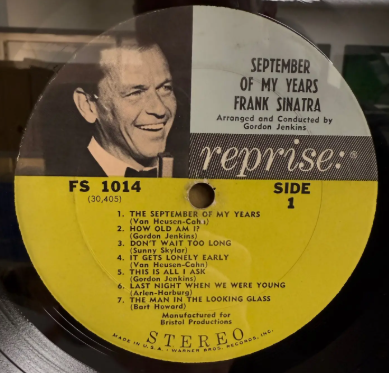 SEPTEMBER
OF MY YEARS
FRANK SINATRA
Arranged and Conducted by
Gordon Jenkins
reprise:®
FS 1014
(30,405)
SIDE
1
1. THE SEPTEMBER OF MY YEARS
(Van Heusen-Cahn)
2. HOW OLD AM I?
(Gordon Jenkins)
3. DON'T WAIT TOO LONG
(Sunny Skylar)
4. IT GETS LONELY EARLY
(Van Heusen-Cahn)
5. THIS IS ALL I ASK
(Gordon Jenkins)
6. LAST NIGHT WHEN WE WERE YOUNG
(Arlen-Harburg)
7. THE MAN IN THE LOOKING GLASS
(Bart Howard)
Manufactured for
Bristol Productions
STEREO
MADE IN U.S.A. · WARNER BROS. RECORDS, INC.